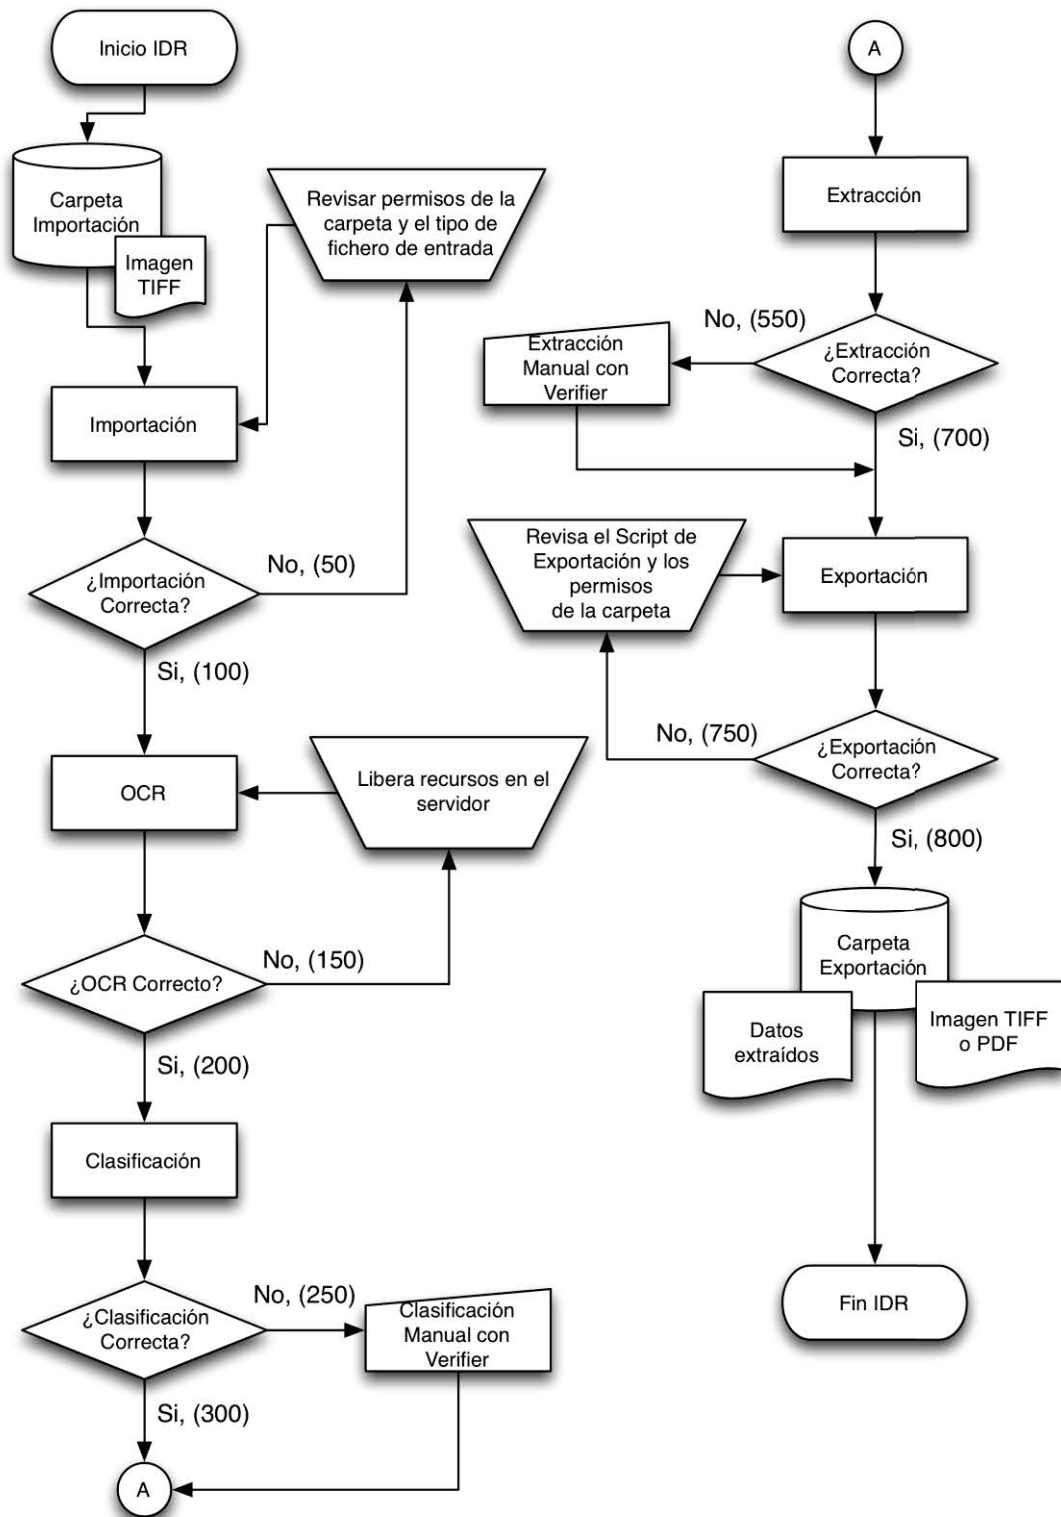 Inicio IDR
Carpeta
Importación
Imagen
TIFF
Revisar permisos de la
carpeta y el tipo de
fichero de entrada
Importación
¿Importación
Correcta?
No, (50)
Si, (100)
OCR
Libera recursos en el
servidor
¿OCR Correcto?
No, (150)
Si, (200)
Clasificación
¿Clasificación
Correcta?
No, (250)
Clasificación
Manual con
Verifier
Si, (300)
A
A
Extracción
¿Extracción
Correcta?
No, (550)
Extracción
Manual con
Verifier
Si, (700)
Revisa el Script de
Exportación y los
permisos
de la carpeta
Exportación
¿Exportación
Correcta?
No, (750)
Si, (800)
Carpeta
Exportación
Datos
extraídos
Imagen TIFF
o PDF
Fin IDR